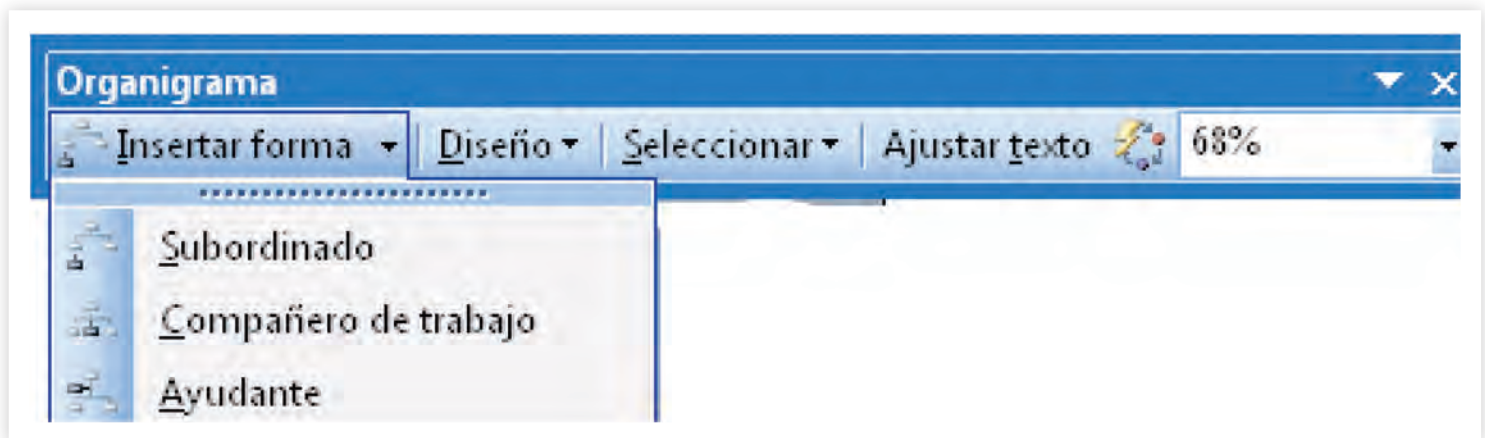 Organigrama
Insertar forma Diseño Seleccionar Ajustar texto 68%
Subordinado
Compañero de trabajo
Ayudante